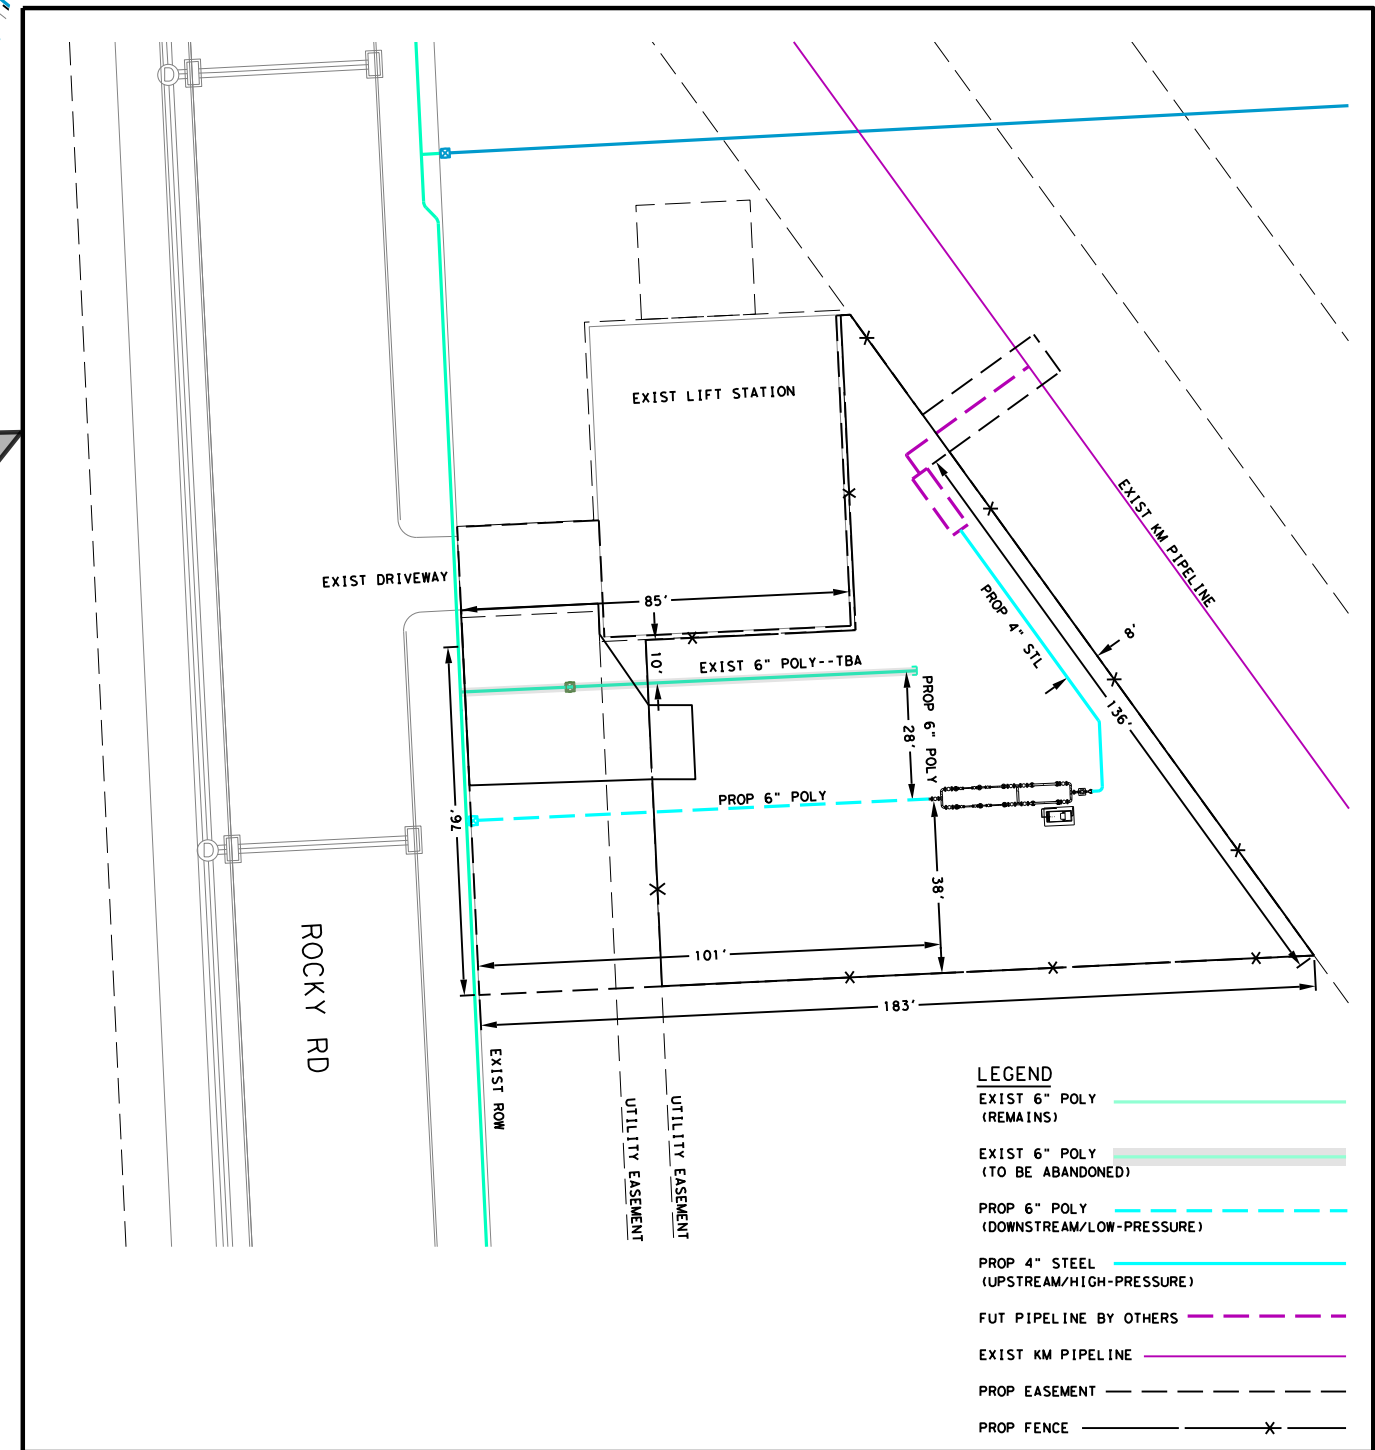 EXIST LIFT STATION
EXIST KM PIPELINE
EXIST DRIVEWAY
85'
PROP 4" STL
8'
10'
EXIST 6" POLY--TBA
PROP 6" POLY
28'
136'
PROP 6" POLY
97'
38'
101'
183'
ROCKY RD
EXIST ROW
UTILITY EASEMENT
UTILITY EASEMENT
D
D
LEGEND
EXIST 6" POLY
(REMAINS)
EXIST 6" POLY
(TO BE ABANDONED)
PROP 6" POLY
(DOWNSTREAM/LOW-PRESSURE)
PROP 4" STEEL
(UPSTREAM/HIGH-PRESSURE)
FUT PIPELINE BY OTHERS
EXIST KM PIPELINE
PROP EASEMENT
PROP FENCE